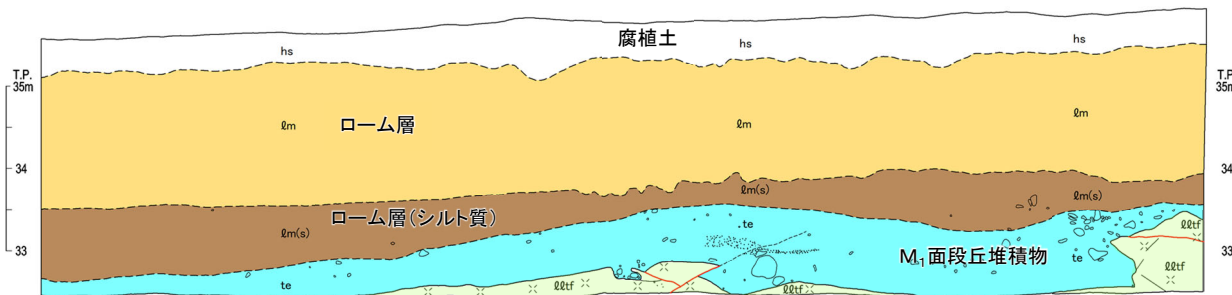 腐植土
hs
hs
hs
T.P.
35m
T.P.
35m
ℓm
ローム層
ℓm
ℓm
34
34
ℓm(s)
ℓm(s)
ローム層(シルト質)
ℓm(s)
te
33
33
M₁面段丘堆積物
te
te
ℓℓtf
ℓℓtf
ℓℓtf